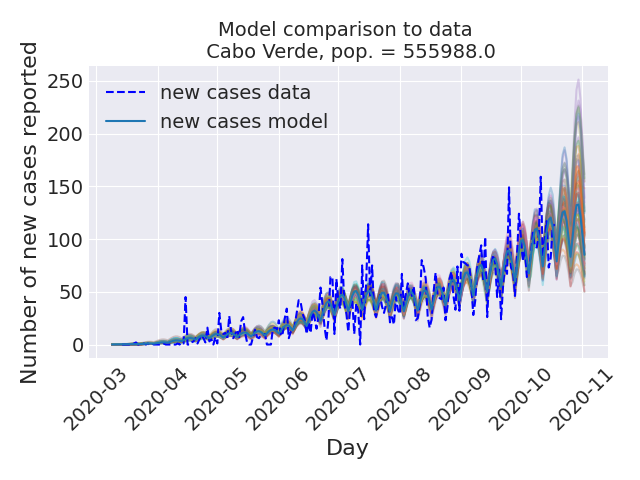 Model comparison to data
Cabo Verde, pop. = 555988.0
Number of new cases reported
250
200
150
100
50
0
new cases data
new cases model
2020-03
2020-04
2020-05
2020-06
2020-07
2020-08
2020-09
2020-10
2020-11
Day